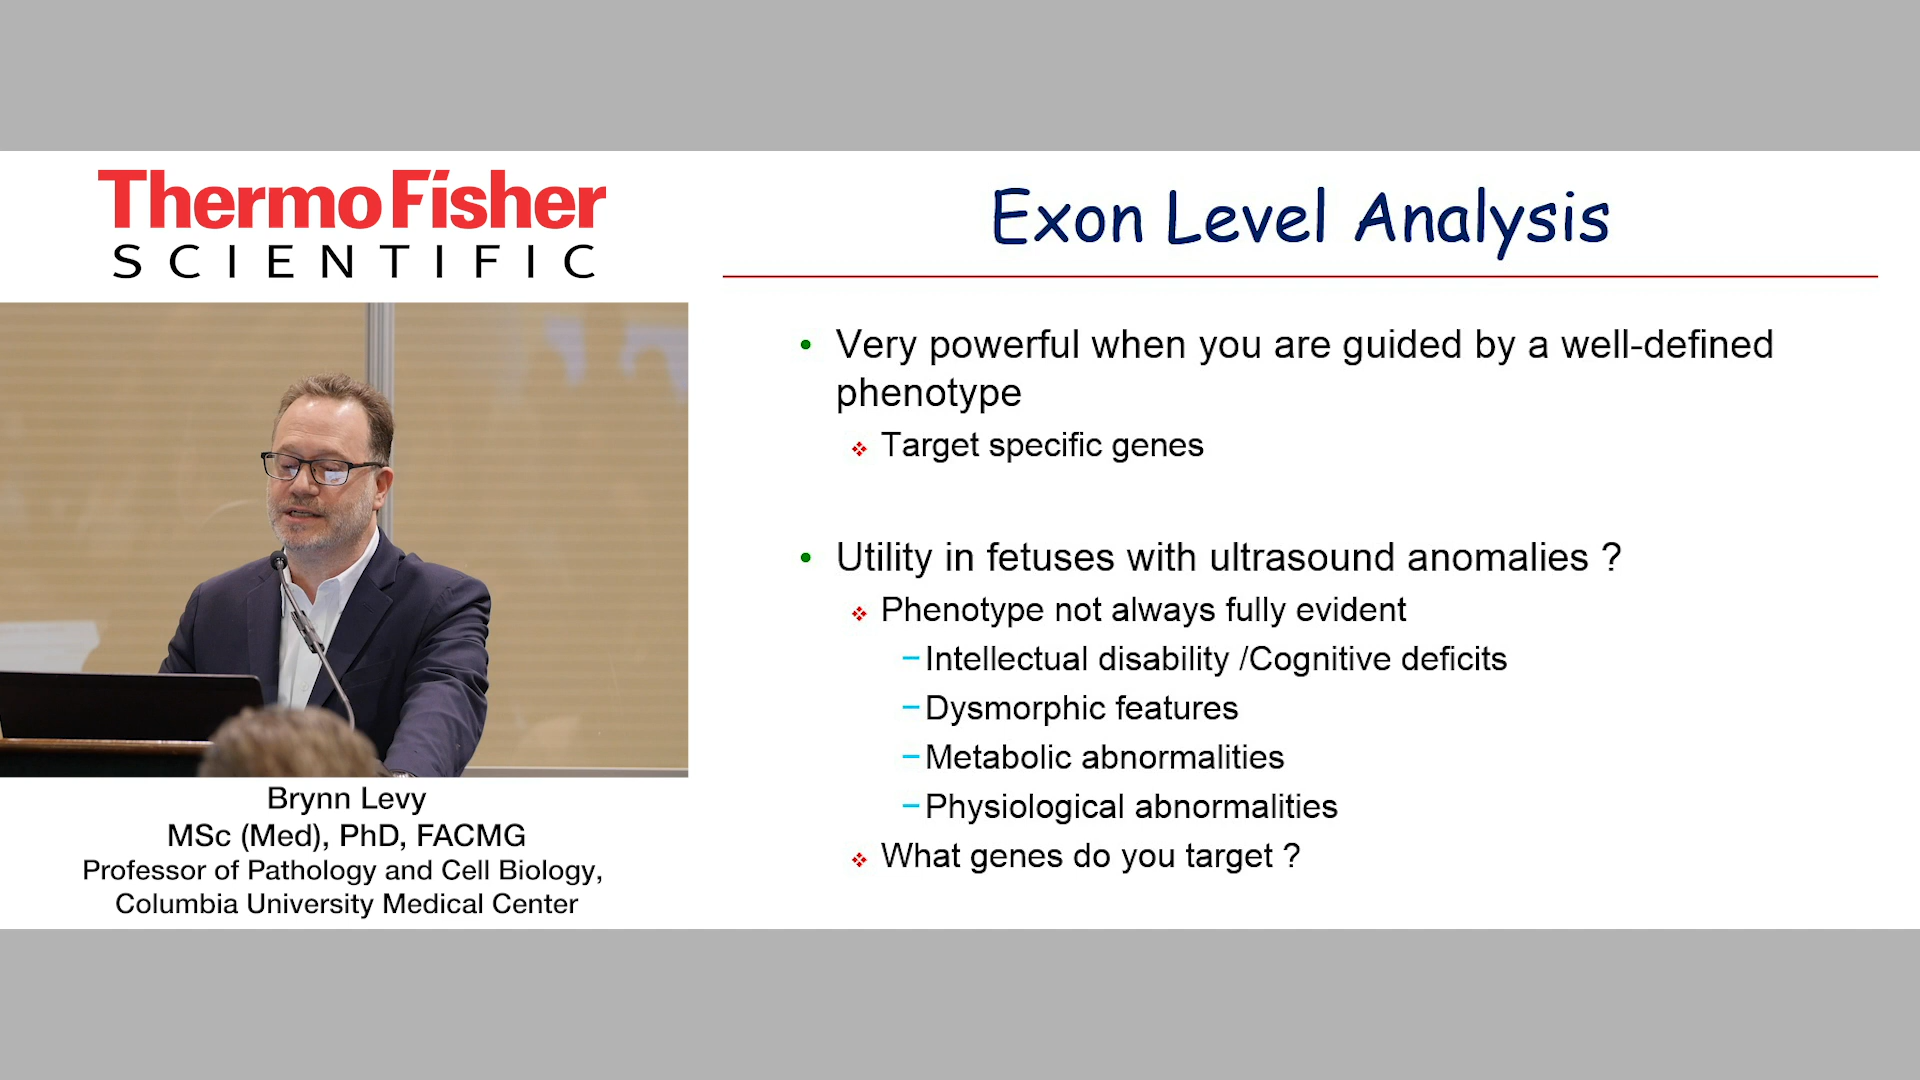 ThermoFisher
SCIENTIFIC
Brynn Levy
MSc (Med), PhD, FACMG
Professor of Pathology and Cell Biology,
Columbia University Medical Center
Exon Level Analysis
• Very powerful when you are guided by a well-defined
phenotype
❖ Target specific genes
• Utility in fetuses with ultrasound anomalies ?
❖ Phenotype not always fully evident
–Intellectual disability /Cognitive deficits
–Dysmorphic features
–Metabolic abnormalities
–Physiological abnormalities
❖ What genes do you target ?